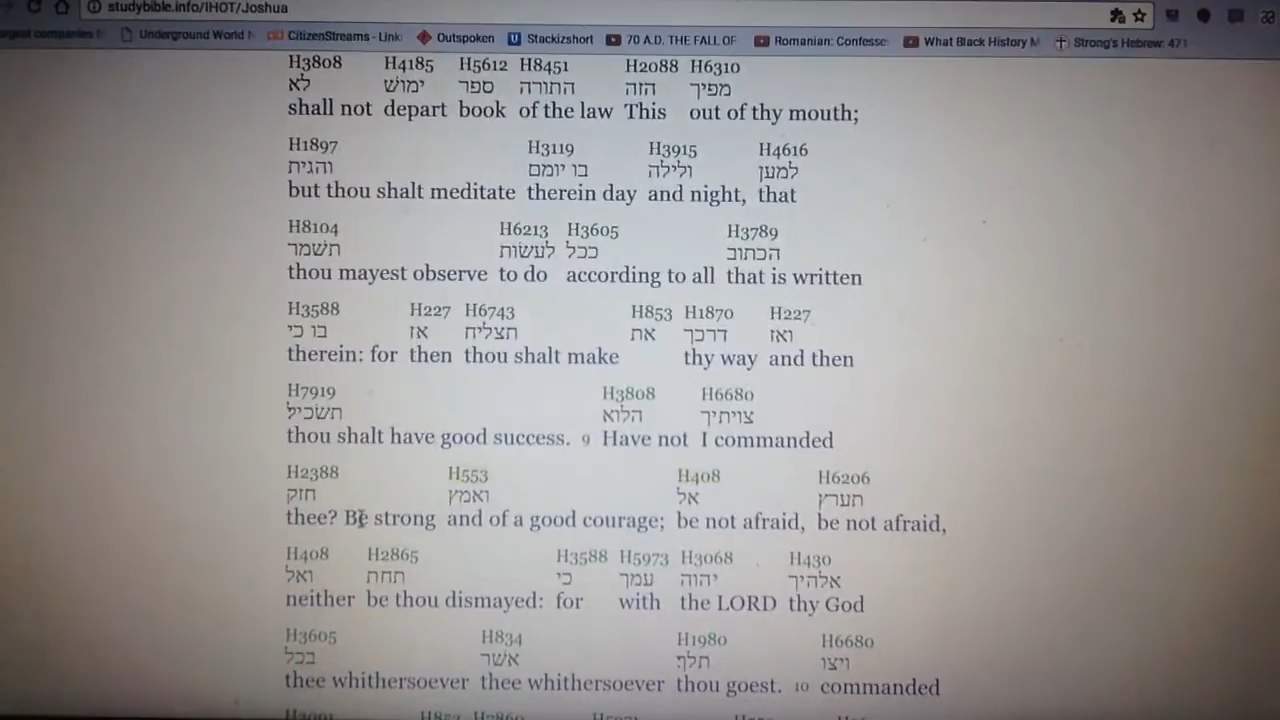 studybible.info/IHOT/Joshua
Underground World CitizenStreams - Link Outspoken Stackizshort 70 A.D. THE FALL OF Romanian: Confesse What Black History M Strong's Hebrew: 471
H3808 H4185 H5612 H8451 H2088 H6310
לא ימוש ספר התורה הזה מפיך
shall not depart book of the law This out of thy mouth;
H1897 H3119 H3915 H4616
והגית בו יומם ולילה למען
but thou shalt meditate therein day and night, that
H8104 H6213 H3605 H3789
תשמר לעשות ככל הכתוב
thou mayest observe to do according to all that is written
H3588 H227 H6743 H853 H1870 H227
בו כי אז תצליח את דרכך ואז
therein: for then thou shalt make thy way and then
H7919 H3808 H6680
תשכיל הלוא צויתיך
thou shalt have good success. 9 Have not I commanded
H2388 H553 H408 H6206
חזק ואמץ אל תערץ
thee? Be strong and of a good courage; be not afraid, be not afraid,
H408 H2865 H3588 H5973 H3068 H430
ואל תחת כי עמך יהוה אלהיך
neither be thou dismayed: for with the LORD thy God
H3605 H834 H1980 H6680
בכל אשר תלך ויצו
thee whithersoever thee whithersoever thou goest. 10 commanded